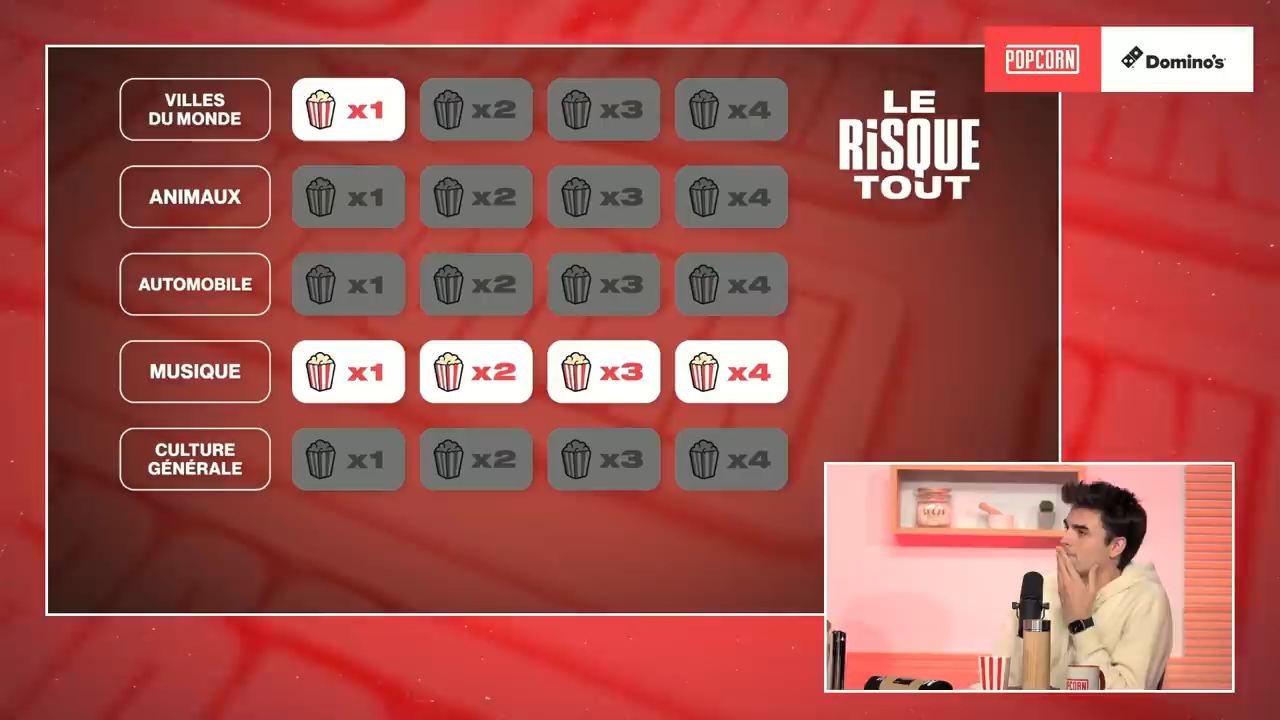 POPCORN
Domino's
LE
RiSQUE
TOUT
VILLES
DU MONDE
x1
x2
x3
x4
ANIMAUX
x1
x2
x3
x4
AUTOMOBILE
x1
x2
x3
x4
MUSIQUE
x1
x2
x3
x4
CULTURE
GÉNÉRALE
x1
x2
x3
x4
POPCORN